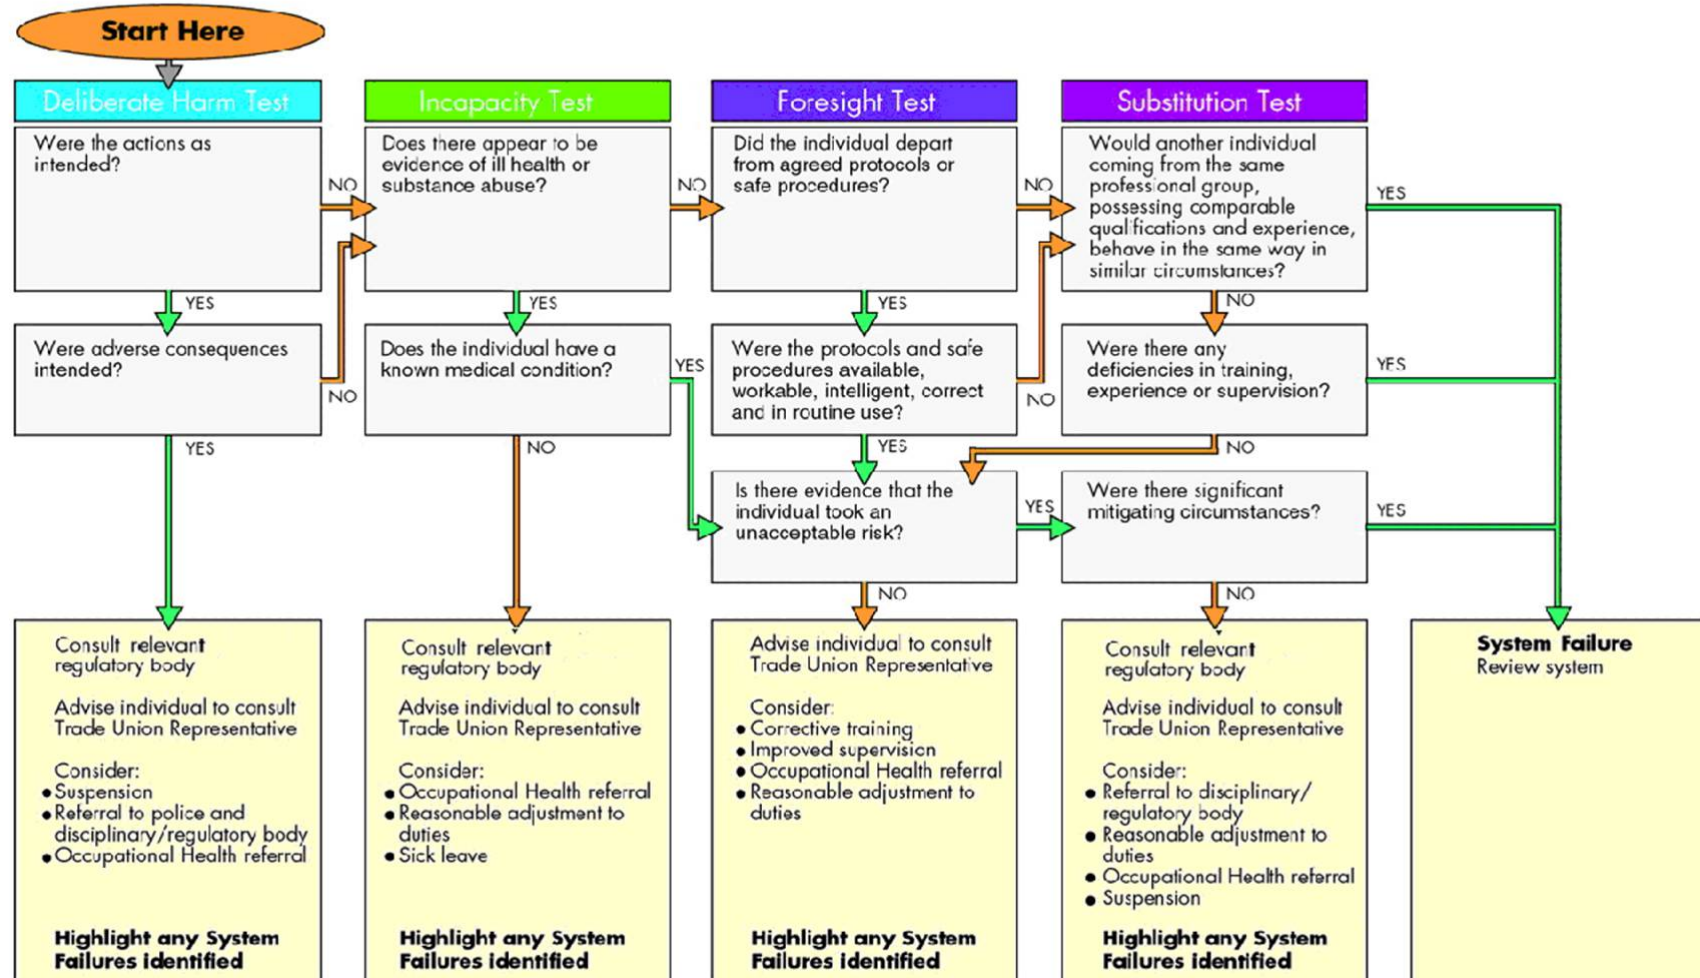 Start Here
Deliberate Harm Test
Were the actions as
intended?
NO
YES
Were adverse consequences
intended?
NO
YES
Consult relevant
regulatory body
Advise individual to consult
Trade Union Representative
Consider:
• Suspension
• Referral to police and
disciplinary/regulatory body
• Occupational Health referral
Highlight any System
Failures identified
Incapacity Test
Does there appear to be
evidence of ill health or
substance abuse?
NO
YES
Does the individual have a
known medical condition?
YES
NO
Consult relevant
regulatory body
Advise individual to consult
Trade Union Representative
Consider:
• Occupational Health referral
• Reasonable adjustment to
duties
• Sick leave
Highlight any System
Failures identified
Foresight Test
Did the individual depart
from agreed protocols or
safe procedures?
NO
YES
Were the protocols and safe
procedures available,
workable, intelligent, correct
and in routine use?
NO
YES
Is there evidence that the
individual took an
unacceptable risk?
YES
NO
Advise individual to consult
Trade Union Representative
Consider:
• Corrective training
• Improved supervision
• Occupational Health referral
• Reasonable adjustment to
duties
Highlight any System
Failures identified
Substitution Test
Would another individual
coming from the same
professional group,
possessing comparable
qualifications and experience,
behave in the same way in
similar circumstances?
YES
NO
Were there any
deficiencies in training,
experience or supervision?
YES
NO
Were there significant
mitigating circumstances?
YES
NO
Consult relevant
regulatory body
Advise individual to consult
Trade Union Representative
Consider:
• Referral to disciplinary/
regulatory body
• Reasonable adjustment to
duties
• Occupational Health referral
• Suspension
Highlight any System
Failures identified
System Failure
Review system